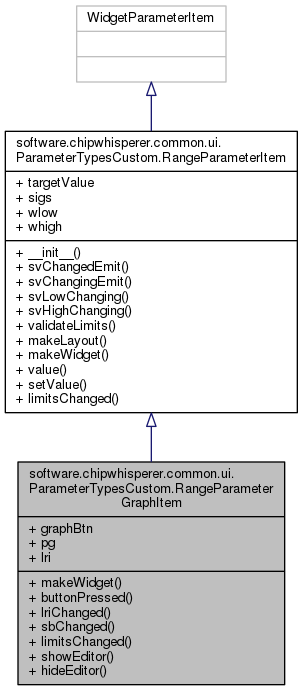 WidgetParameterItem
software.chipwhisperer.common.ui.
ParameterTypesCustom.RangeParameterItem
+ targetValue
+ sigs
+ wlow
+ whigh
+ __init__()
+ svChangedEmit()
+ svChangingEmit()
+ svLowChanging()
+ svHighChanging()
+ validateLimits()
+ makeLayout()
+ makeWidget()
+ value()
+ setValue()
+ limitsChanged()
software.chipwhisperer.common.ui.
ParameterTypesCustom.RangeParameter
GraphItem
+ graphBtn
+ pg
+ lri
+ makeWidget()
+ buttonPressed()
+ lriChanged()
+ sbChanged()
+ limitsChanged()
+ showEditor()
+ hideEditor()